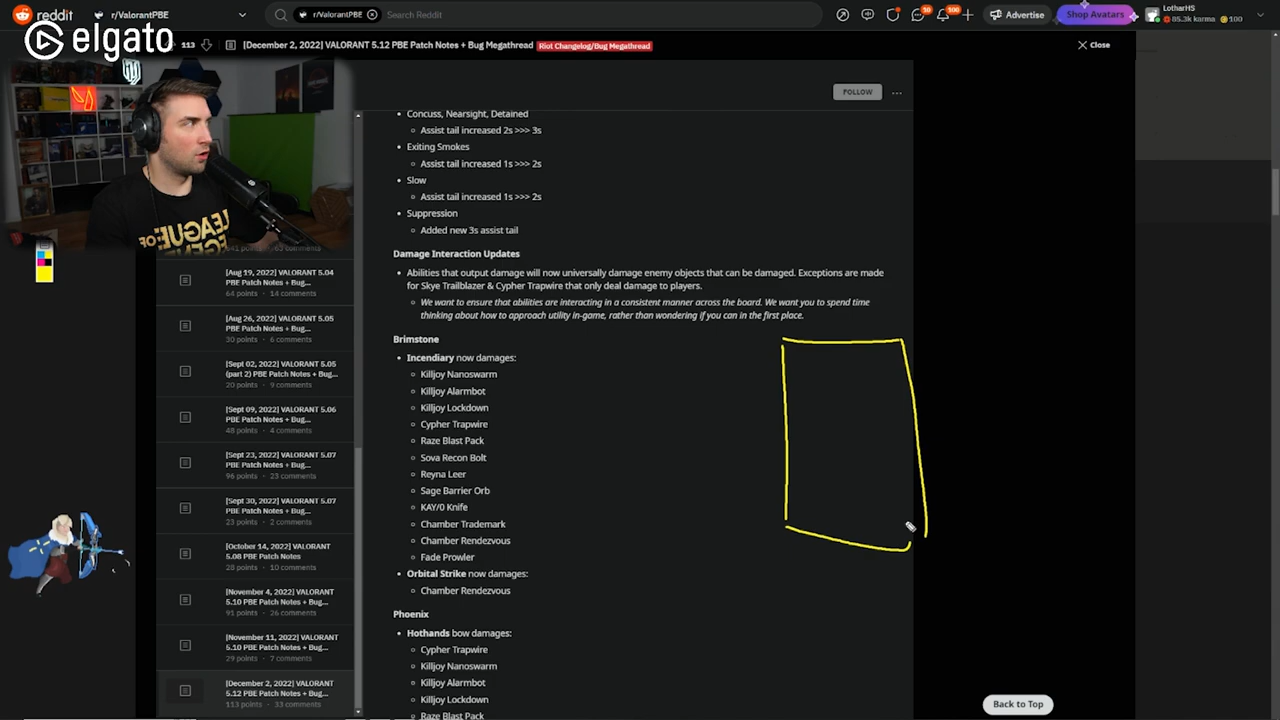 reddit
r/ValorantPBE
r/ValorantPBE
Search Reddit
10
100
Advertise
Shop Avatars
LotharHS
85.3k karma
100
elgato
113
[December 2, 2022] VALORANT 5.12 PBE Patch Notes + Bug Megathread
Riot Changelog/Bug Megathread
Close
FOLLOW
Concuss, Nearsight, Detained
Assist tail increased 2s >>> 3s
Exiting Smokes
Assist tail increased 1s >>> 2s
Slow
Assist tail increased 1s >>> 2s
Suppression
Added new 3s assist tail
Damage Interaction Updates
Abilities that output damage will now universally damage enemy objects that can be damaged. Exceptions are made
for Skye Trailblazer & Cypher Trapwire that only deal damage to players.
We want to ensure that abilities are interacting in a consistent manner across the board. We want you to spend time
thinking about how to approach utility in-game, rather than wondering if you can in the first place.
Brimstone
Incendiary now damages:
Killjoy Nanoswarm
Killjoy Alarmbot
Killjoy Lockdown
Cypher Trapwire
Raze Blast Pack
Sova Recon Bolt
Reyna Leer
Sage Barrier Orb
KAY/0 Knife
Chamber Trademark
Chamber Rendezvous
Fade Prowler
Orbital Strike now damages:
Chamber Rendezvous
Phoenix
Hothands bow damages:
Cypher Trapwire
Killjoy Nanoswarm
Killjoy Alarmbot
Killjoy Lockdown
Raze Blast Pack
LEAGUE OF
LEGENDS
comments
[Aug 19, 2022] VALORANT 5.04
PBE Patch Notes + Bug...
64 points · 14 comments
[Aug 26, 2022] VALORANT 5.05
PBE Patch Notes + Bug...
30 points · 6 comments
[Sept 02, 2022] VALORANT 5.05
(part 2) PBE Patch Notes + Bug...
20 points · 9 comments
[Sept 09, 2022] VALORANT 5.06
PBE Patch Notes + Bug...
48 points · 4 comments
[Sept 23, 2022] VALORANT 5.07
PBE Patch Notes + Bug...
96 points · 23 comments
[Sept 30, 2022] VALORANT 5.07
PBE Patch Notes + Bug...
23 points · 2 comments
[October 14, 2022] VALORANT
5.08 PBE Patch Notes
28 points · 10 comments
[November 4, 2022] VALORANT
5.10 PBE Patch Notes + Bug...
91 points · 26 comments
[November 11, 2022] VALORANT
5.10 PBE Patch Notes + Bug...
29 points · 7 comments
[December 2, 2022] VALORANT
5.12 PBE Patch Notes + Bug...
113 points · 33 comments
Back to Top